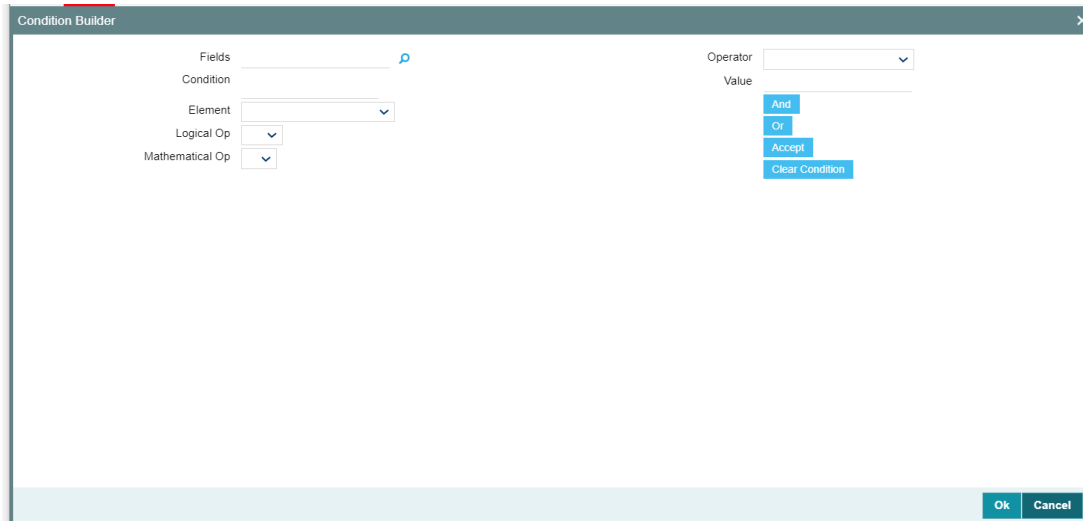 Condition Builder
Fields
Condition
Element
Logical Op
Mathematical Op
Operator
Value
And
Or
Accept
Clear Condition
Ok
Cancel